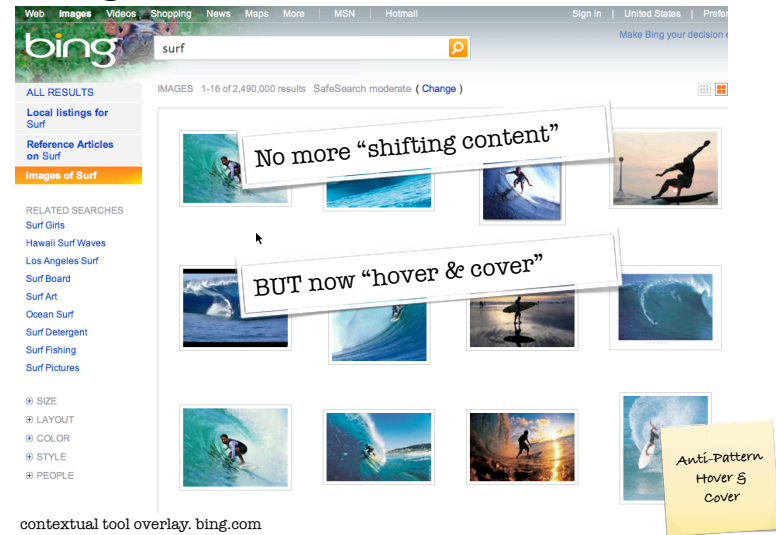 Web Images Videos Shopping News Maps More | MSN | Hotmail
Sign in | United States | Prefer
bing
surf
Make Bing your decision
ALL RESULTS
Local listings for
Surf
Reference Articles
on Surf
Images of Surf
RELATED SEARCHES
Surf Girls
Hawaii Surf Waves
Los Angeles Surf
Surf Board
Surf Art
Ocean Surf
Surf Detergent
Surf Fishing
Surf Pictures
SIZE
LAYOUT
COLOR
STYLE
PEOPLE
IMAGES 1-16 of 2,490,000 results SafeSearch moderate ( Change )
No more “shifting content”
BUT now “hover & cover”
Anti-Pattern
Hover &
Cover
contextual tool overlay. bing.com